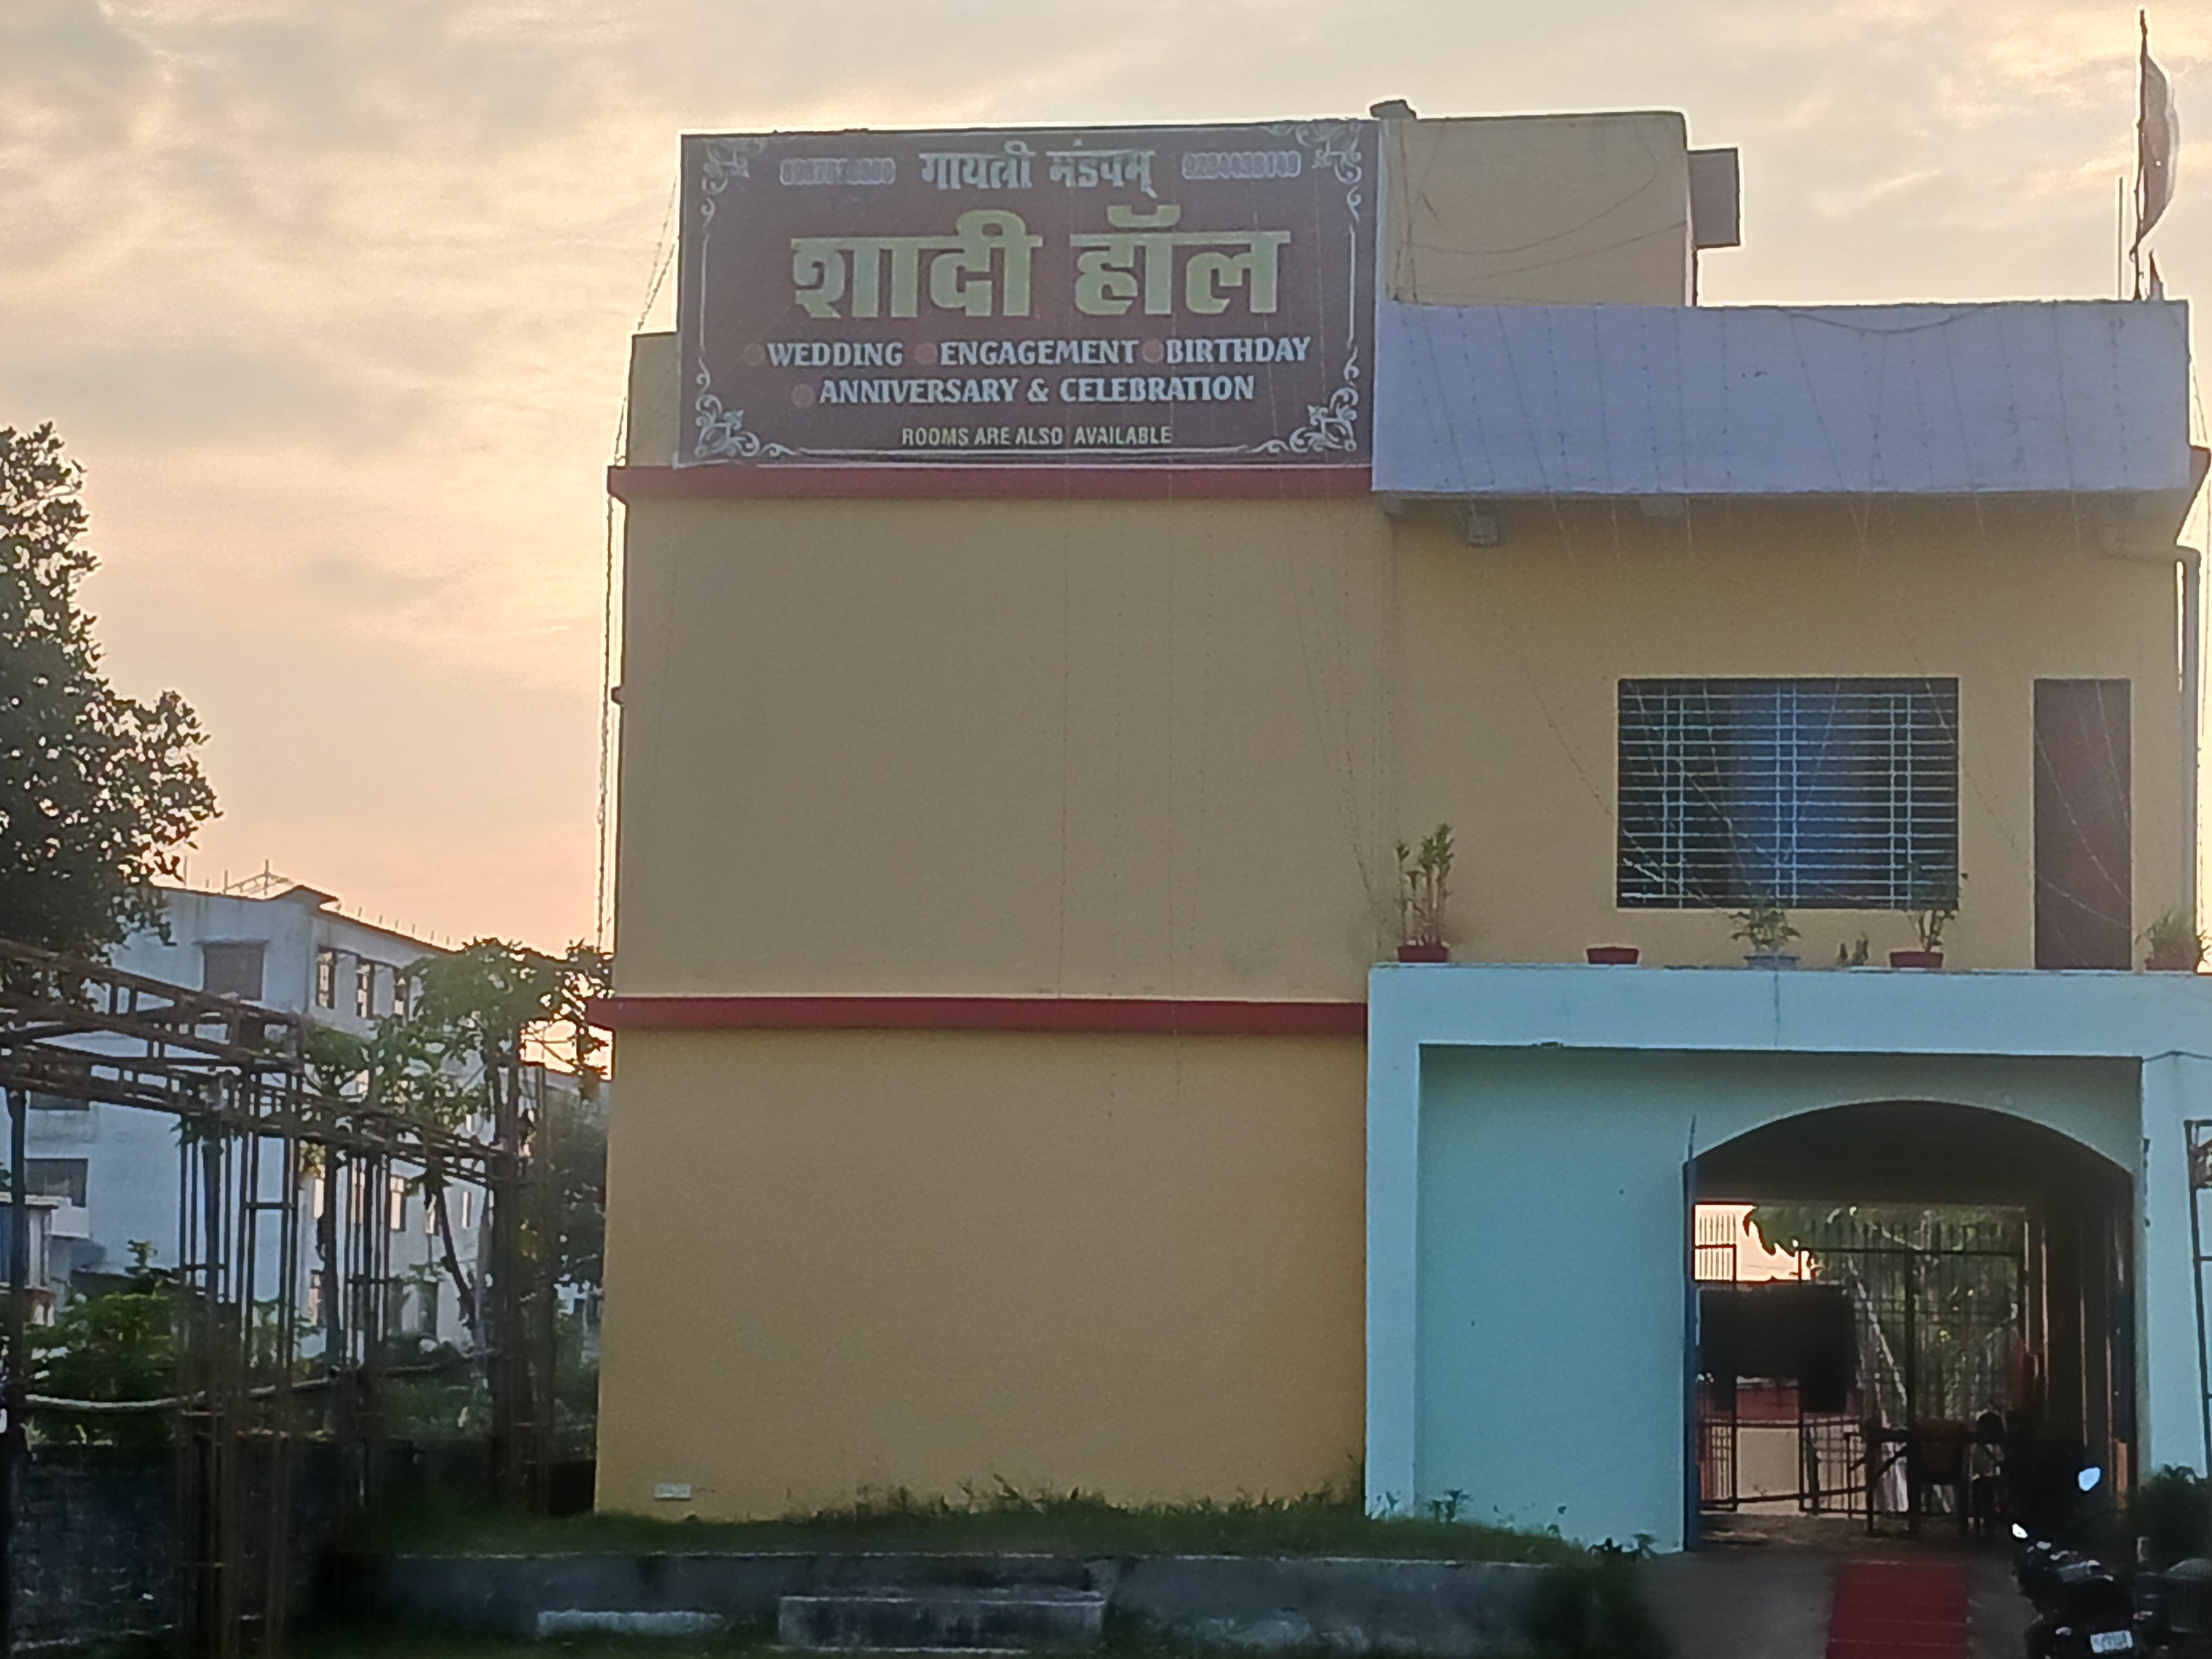 गायत्री मंडपम्
शादी हॉल
WEDDING ENGAGEMENT BIRTHDAY
ANNIVERSARY & CELEBRATION
ROOMS ARE ALSO AVAILABLE